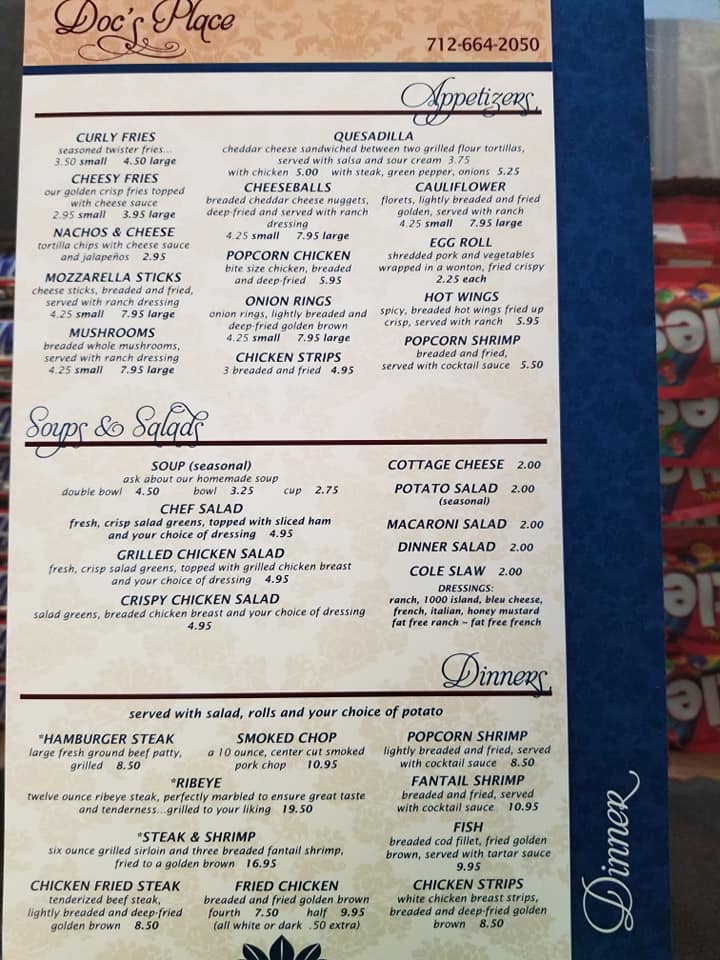 Doc's Place
712-664-2050
Appetizers
CURLY FRIES
seasoned twister fries...
3.50 small 4.50 large
CHEESY FRIES
our golden crisp fries topped
with cheese sauce
2.95 small 3.95 large
NACHOS & CHEESE
tortilla chips with cheese sauce
and jalapeños 2.95
MOZZARELLA STICKS
cheese sticks, breaded and fried,
served with ranch dressing
4.25 small 7.95 large
MUSHROOMS
breaded whole mushrooms,
served with ranch dressing
4.25 small 7.95 large
QUESADILLA
cheddar cheese sandwiched between two grilled flour tortillas,
served with salsa and sour cream 3.75
with chicken 5.00 with steak, green pepper, onions 5.25
CHEESEBALLS
breaded cheddar cheese nuggets,
deep-fried and served with ranch
dressing
4.25 small 7.95 large
POPCORN CHICKEN
bite size chicken, breaded
and deep-fried 5.95
ONION RINGS
onion rings, lightly breaded and
deep-fried golden brown
4.25 small 7.95 large
CHICKEN STRIPS
3 breaded and fried 4.95
CAULIFLOWER
florets, lightly breaded and fried
golden, served with ranch
4.25 small 7.95 large
EGG ROLL
shredded pork and vegetables
wrapped in a wonton, fried crispy
2.25 each
HOT WINGS
spicy, breaded hot wings fried up
crisp, served with ranch 5.95
POPCORN SHRIMP
breaded and fried,
served with cocktail sauce 5.50
Soups & Salads
SOUP (seasonal)
ask about our homemade soup
double bowl 4.50 bowl 3.25 cup 2.75
CHEF SALAD
fresh, crisp salad greens, topped with sliced ham
and your choice of dressing 4.95
GRILLED CHICKEN SALAD
fresh, crisp salad greens, topped with grilled chicken breast
and your choice of dressing 4.95
CRISPY CHICKEN SALAD
salad greens, breaded chicken breast and your choice of dressing
4.95
COTTAGE CHEESE 2.00
POTATO SALAD 2.00
(seasonal)
MACARONI SALAD 2.00
DINNER SALAD 2.00
COLE SLAW 2.00
DRESSINGS:
ranch, 1000 island, bleu cheese,
french, italian, honey mustard
fat free ranch ~ fat free french
Dinners
served with salad, rolls and your choice of potato
*HAMBURGER STEAK
large fresh ground beef patty,
grilled 8.50
SMOKED CHOP
a 10 ounce, center cut smoked
pork chop 10.95
*RIBEYE
twelve ounce ribeye steak, perfectly marbled to ensure great taste
and tenderness...grilled to your liking 19.50
*STEAK & SHRIMP
six ounce grilled sirloin and three breaded fantail shrimp,
fried to a golden brown 16.95
CHICKEN FRIED STEAK
tenderized beef steak,
lightly breaded and deep-fried
golden brown 8.50
FRIED CHICKEN
breaded and fried golden brown
fourth 7.50 half 9.95
(all white or dark .50 extra)
POPCORN SHRIMP
lightly breaded and fried, served
with cocktail sauce 8.50
FANTAIL SHRIMP
breaded and fried, served
with cocktail sauce 10.95
FISH
breaded cod fillet, fried golden
brown, served with tartar sauce
9.95
CHICKEN STRIPS
white chicken breast strips,
breaded and deep-fried golden
brown 8.50
Dinner